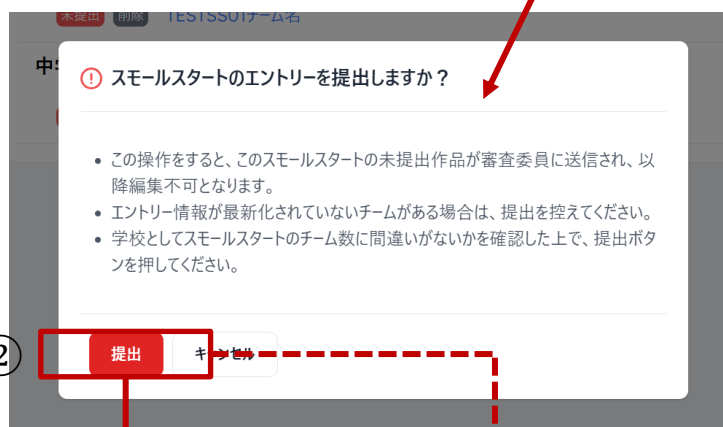 未提出 削除 TESTSS01チーム名
中
スモールスタートのエントリーを提出しますか？
• この操作をすると、このスモールスタートの未提出作品が審査委員に送信され、以
降編集不可となります。
• エントリー情報が最新化されていないチームがある場合は、提出を控えてください。
• 学校としてスモールスタートのチーム数に間違いがないかを確認した上で、提出ボタ
ンを押してください。
② 提出 キャンセル